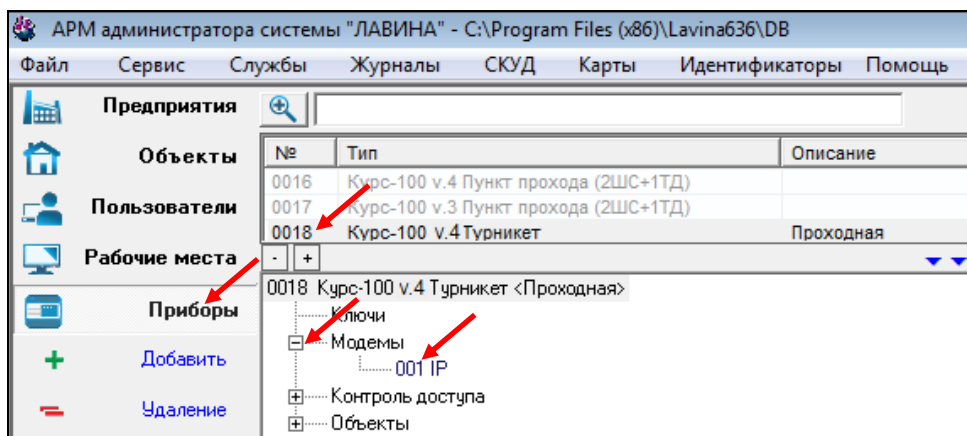 АРМ администратора системы "ЛАВИНА" - C:\Program Files (x86)\Lavina636\DB
Файл Сервис Службы Журналы СКУД Карты Идентификаторы Помощь
Предприятия
Объекты
Пользователи
Рабочие места
Приборы
Добавить
Удаление
№ Тип Описание
0016 Курс-100 v.4 Пункт прохода (2ШС+1ТД)
0017 Курс-100 v.3 Пункт прохода (2ШС+1ТД)
0018 Курс-100 v.4 Турникет Проходная
- +
0018 Курс-100 v.4 Турникет <Проходная>
Ключи
Модемы
001 IP
Контроль доступа
Объекты